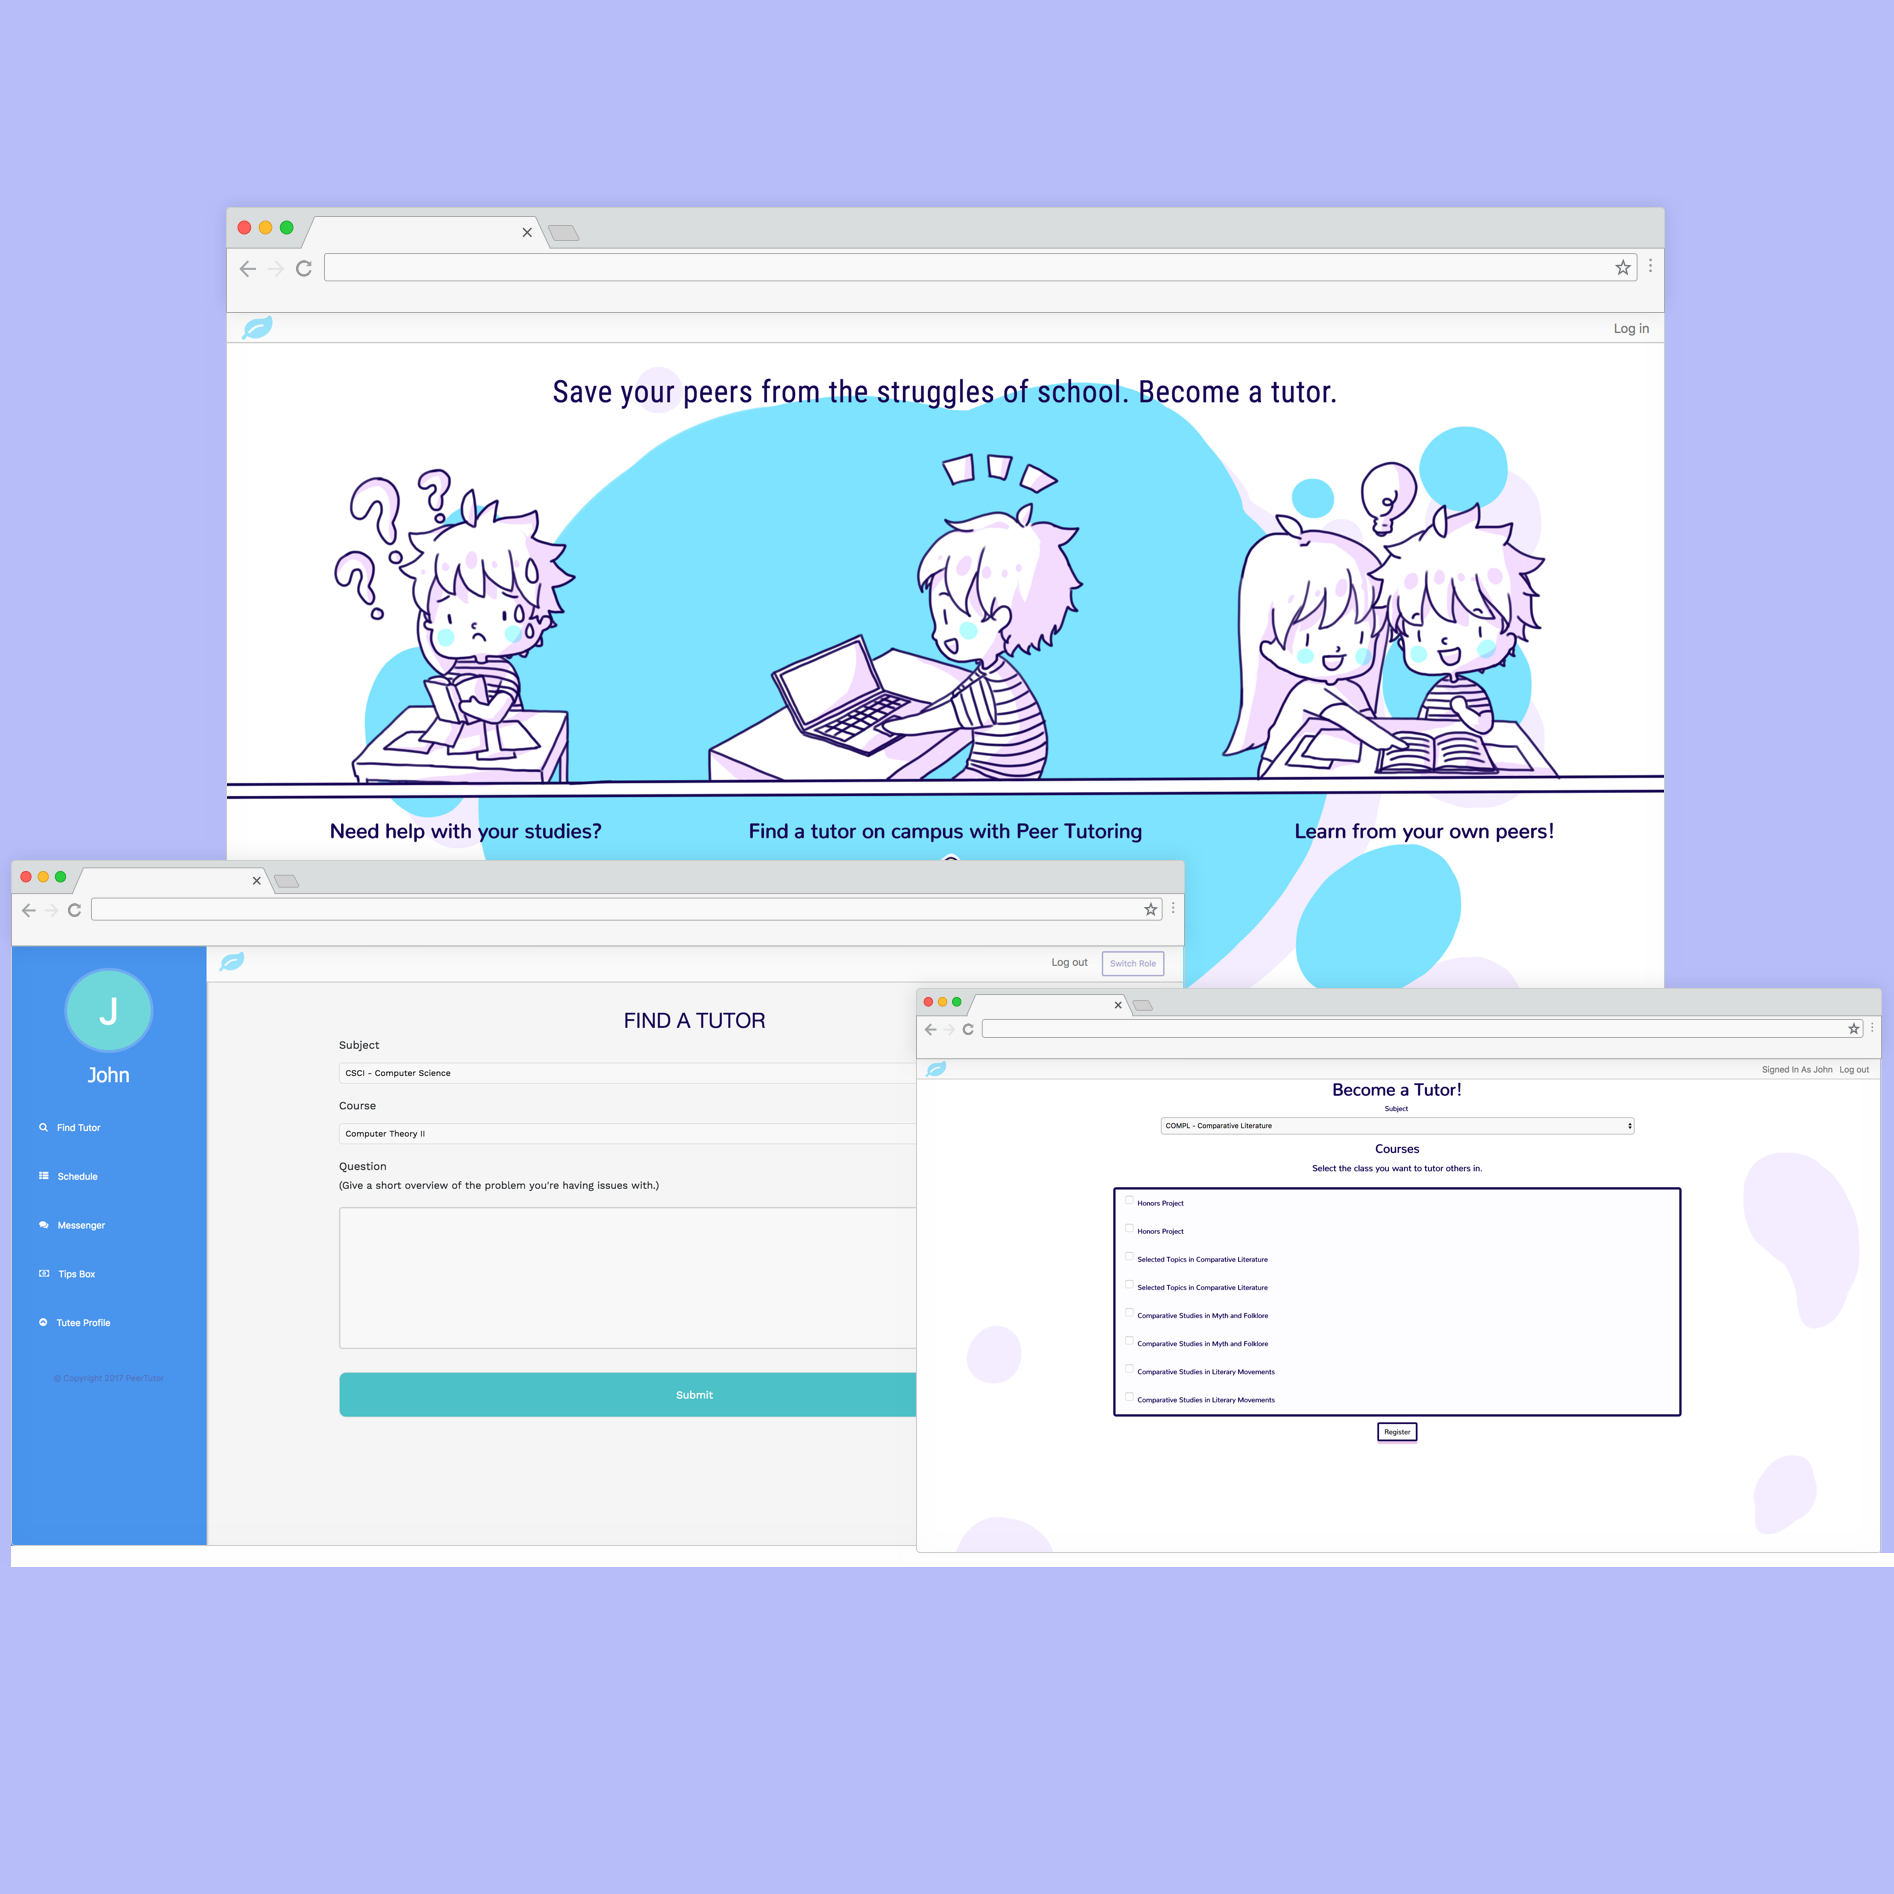 Log in
Save your peers from the struggles of school. Become a tutor.
Need help with your studies?
Find a tutor on campus with Peer Tutoring
Learn from your own peers!
J
John
Find Tutor
Schedule
Messenger
Tips Box
Tutee Profile
© Copyright 2017 PeerTutor
Log out
Switch Role
FIND A TUTOR
Subject
CSCI - Computer Science
Course
Computer Theory II
Question
(Give a short overview of the problem you're having issues with.)
Submit
Signed In As John Log out
Become a Tutor!
Subject
COMPL - Comparative Literature
Courses
Select the class you want to tutor others in.
Honors Project
Honors Project
Selected Topics in Comparative Literature
Selected Topics in Comparative Literature
Comparative Studies in Myth and Folklore
Comparative Studies in Myth and Folklore
Comparative Studies in Literary Movements
Comparative Studies in Literary Movements
Register